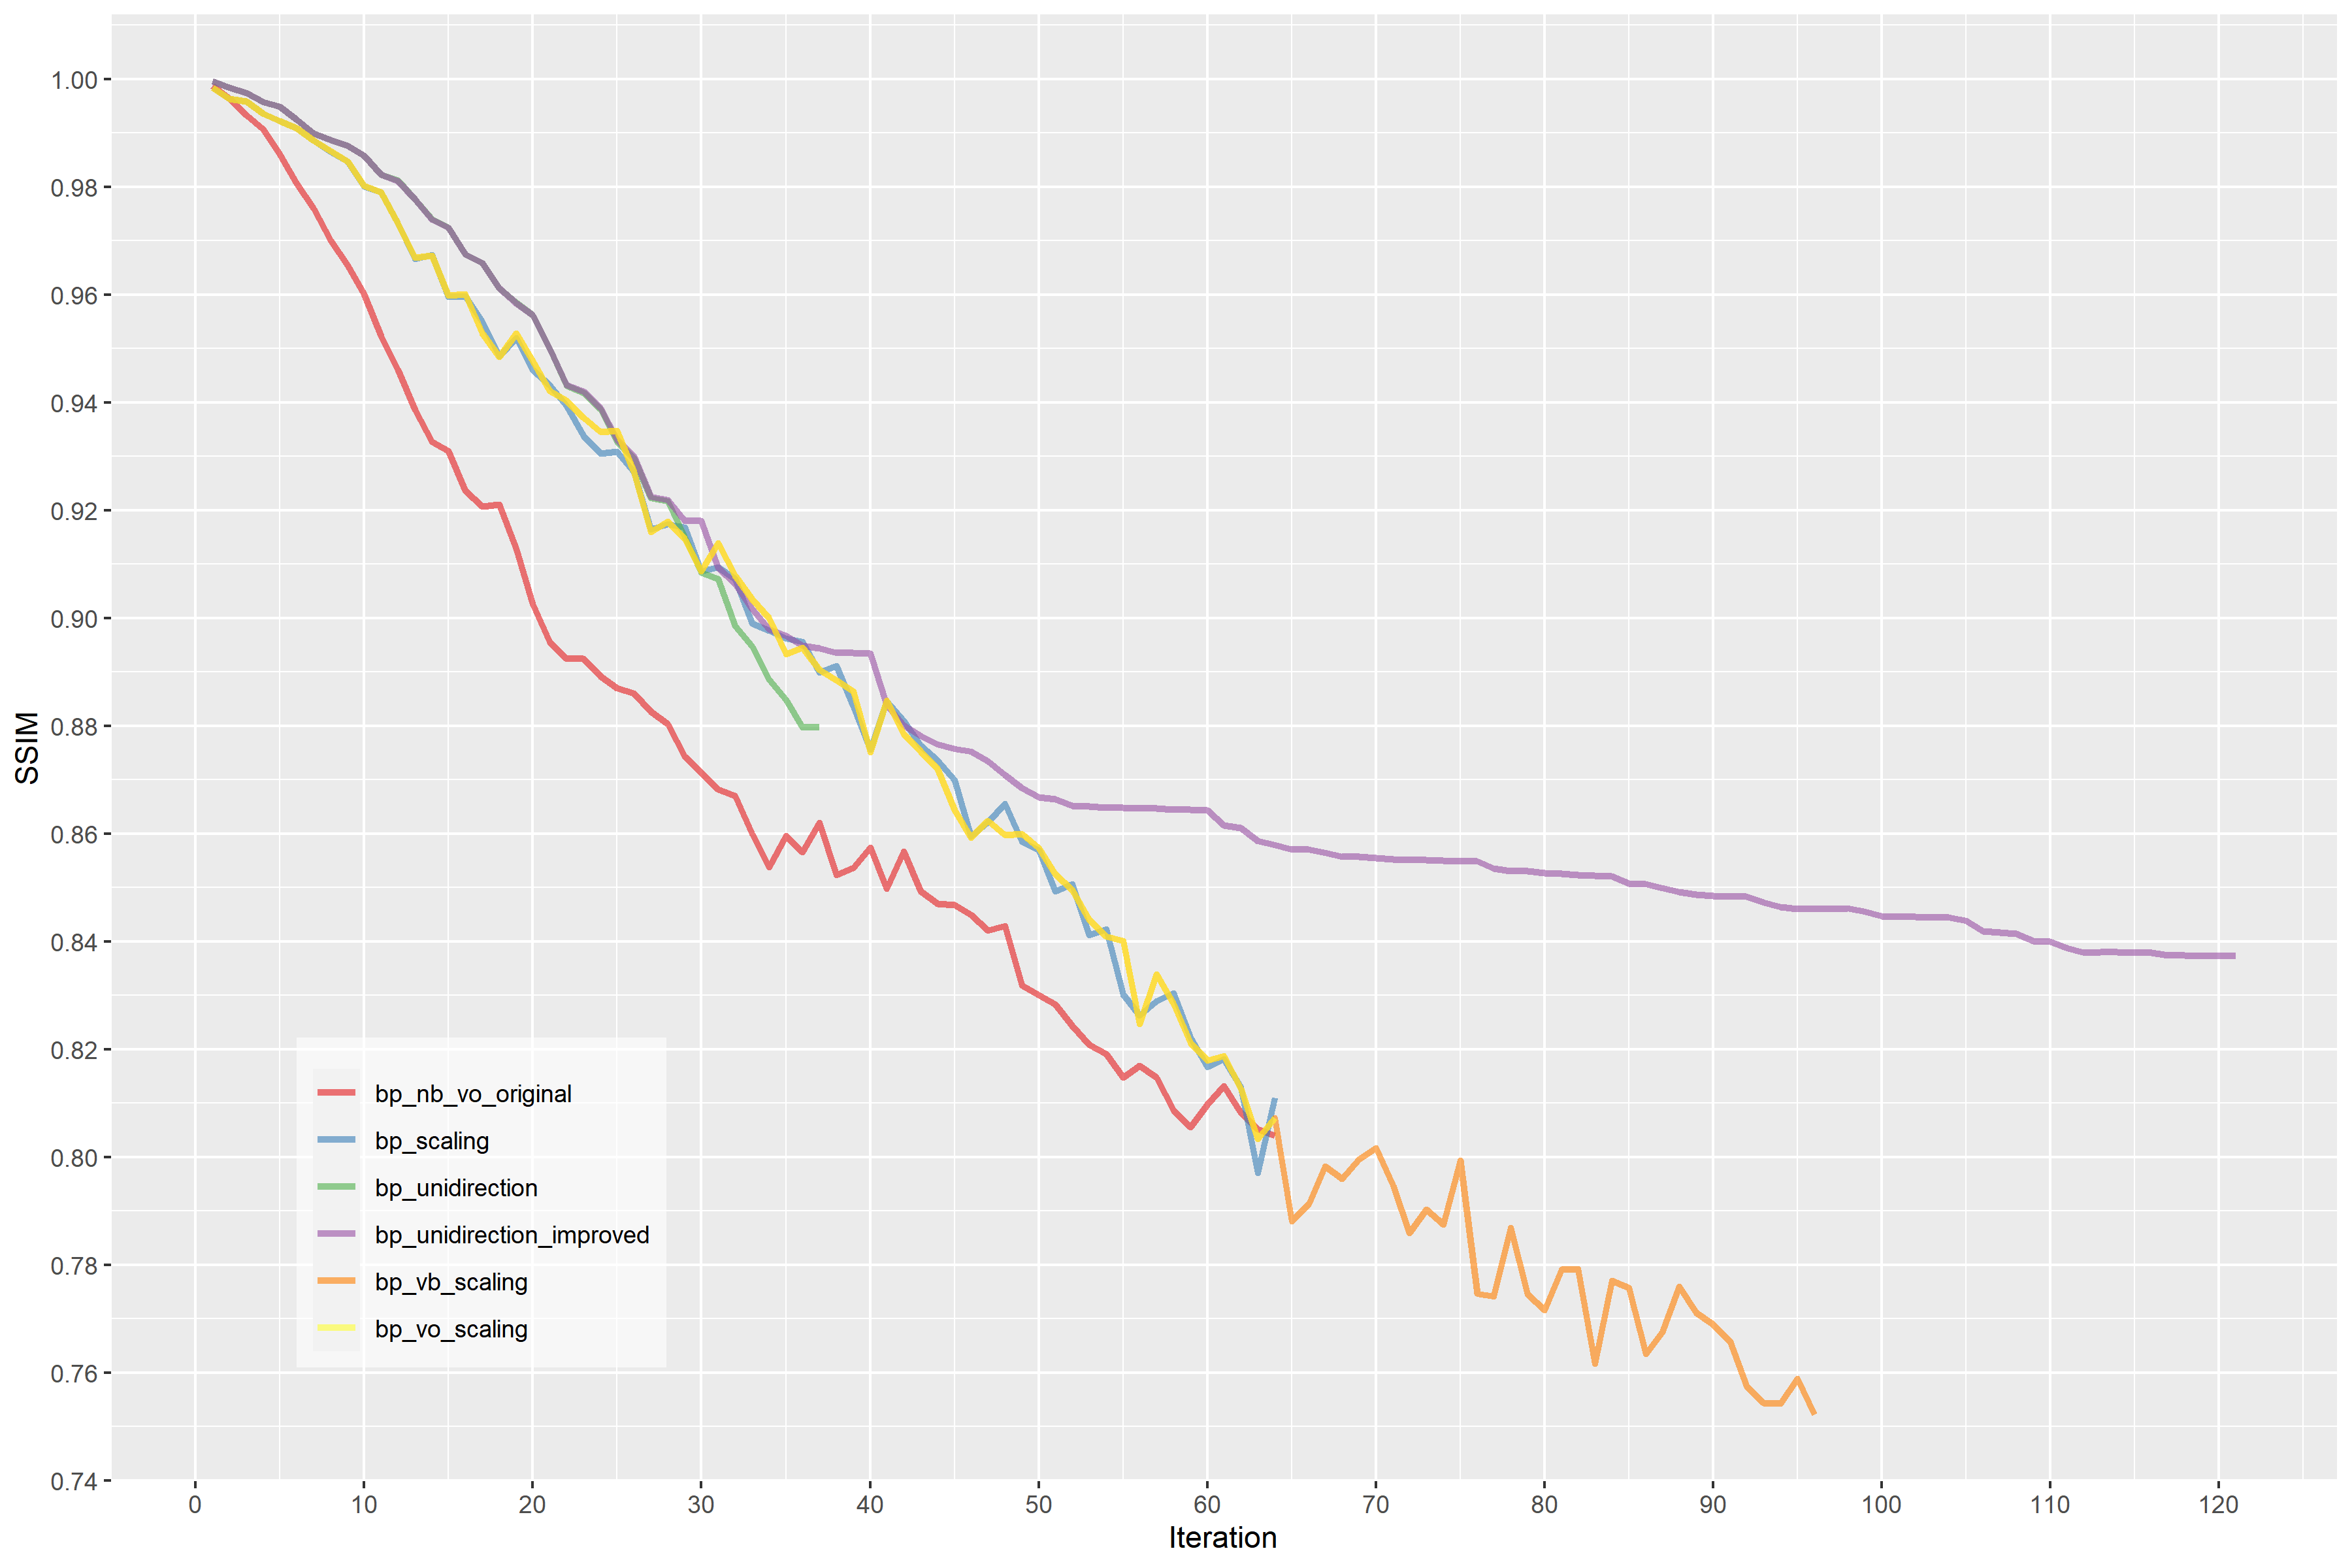 1.00
0.98
0.96
0.94
0.92
0.90
0.88
0.86
0.84
0.82
0.80
0.78
0.76
0.74
SSIM
bp_nb_vo_original
bp_scaling
bp_unidirection
bp_unidirection_improved
bp_vb_scaling
bp_vo_scaling
0 10 20 30 40 50 60 70 80 90 100 110 120
Iteration